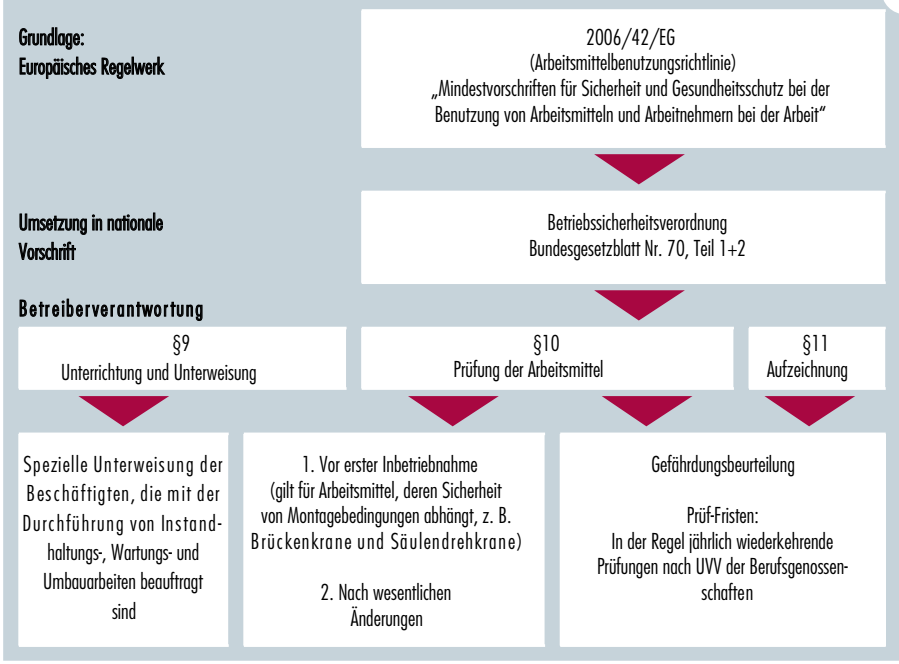 Grundlage:
Europäisches Regelwerk
2006/42/EG
(Arbeitsmittelbenutzungsrichtlinie)
„Mindestvorschriften für Sicherheit und Gesundheitsschutz bei der
Benutzung von Arbeitsmitteln und Arbeitnehmern bei der Arbeit“
Umsetzung in nationale
Vorschrift
Betriebssicherheitsverordnung
Bundesgesetzblatt Nr. 70, Teil 1+2
Betreiberverantwortung
§9
Unterrichtung und Unterweisung
§10
Prüfung der Arbeitsmittel
§11
Aufzeichnung
Spezielle Unterweisung der
Beschäftigten, die mit der
Durchführung von Instand-
haltungs-, Wartungs- und
Umbauarbeiten beauftragt
sind
1. Vor erster Inbetriebnahme
(gilt für Arbeitsmittel, deren Sicherheit
von Montagebedingungen abhängt, z. B.
Brückenkrane und Säulendrehkrane)
2. Nach wesentlichen
Änderungen
Gefährdungsbeurteilung
Prüf-Fristen:
In der Regel jährlich wiederkehrende
Prüfungen nach UVV der Berufsgenossen-
schaften